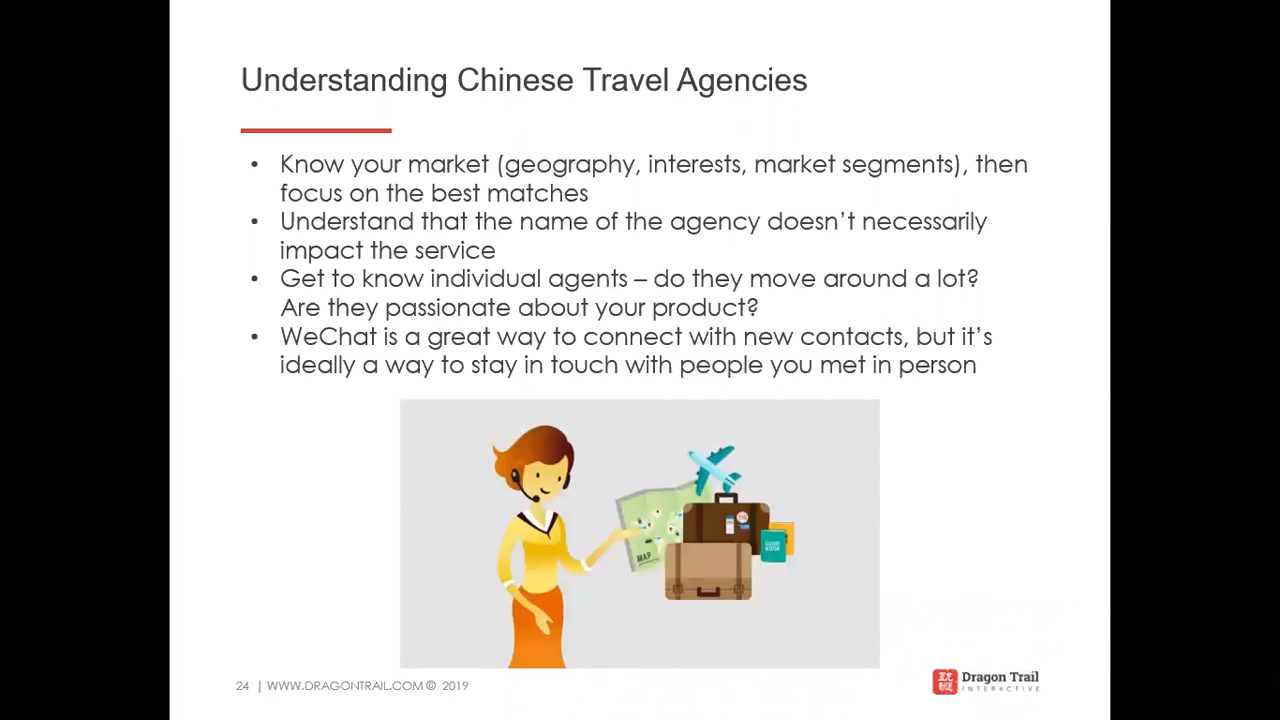 Understanding Chinese Travel Agencies
• Know your market (geography, interests, market segments), then
focus on the best matches
• Understand that the name of the agency doesn’t necessarily
impact the service
• Get to know individual agents – do they move around a lot?
Are they passionate about your product?
• WeChat is a great way to connect with new contacts, but it’s
ideally a way to stay in touch with people you met in person
MAP
24 | WWW.DRAGONTRAIL.COM © 2019
Dragon Trail
INTERACTIVE